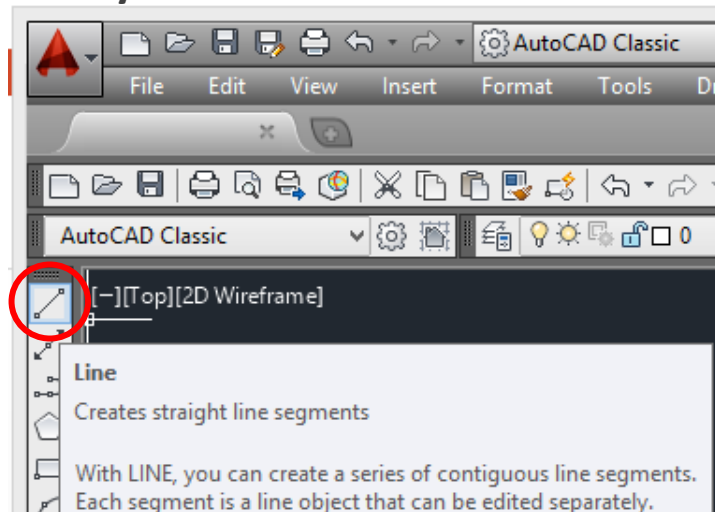 AutoCAD Classic
File Edit View Insert Format Tools
AutoCAD Classic
0
[−][Top][2D Wireframe]
Line
Creates straight line segments
With LINE, you can create a series of contiguous line segments.
Each segment is a line object that can be edited separately.